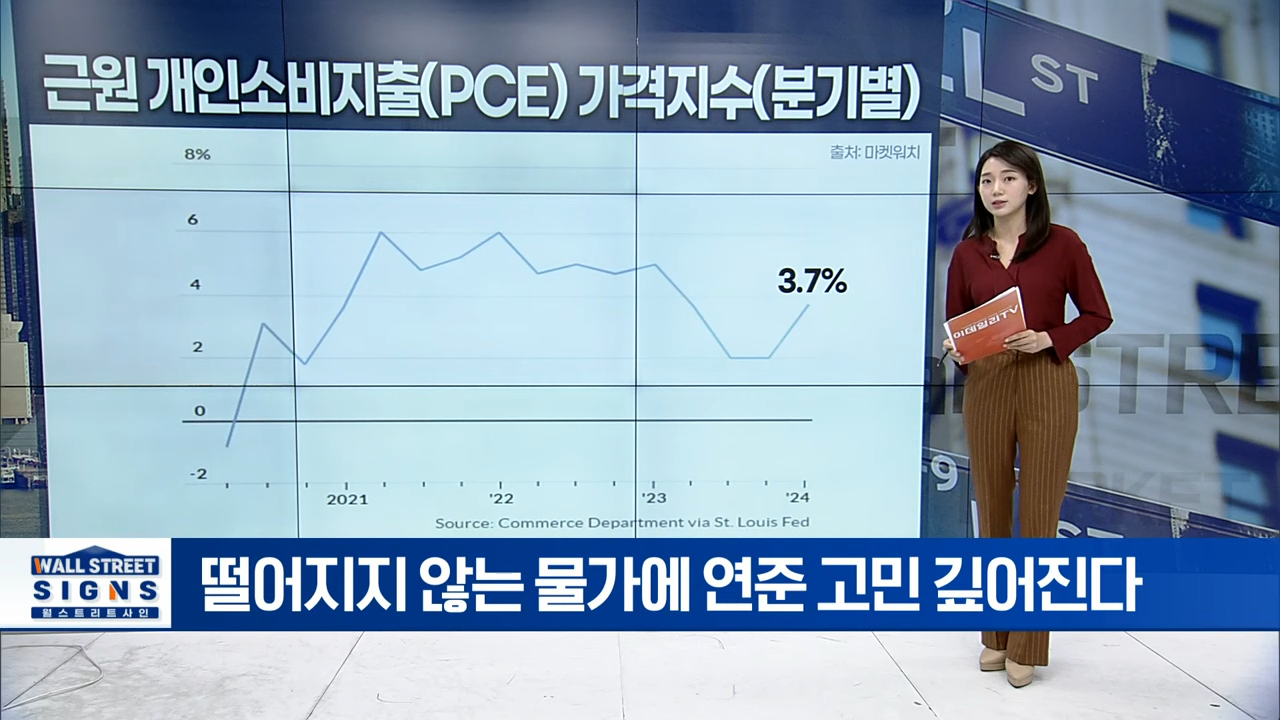 근원 개인소비지출(PCE) 가격지수(분기별)
출처: 마켓워치
8%
6
4
2
0
-2
3.7%
2021
'22
'23
'24
Source: Commerce Department via St. Louis Fed
ST
이데일리TV
WALL STREET
SIGNS
월스트리트사인
떨어지지 않는 물가에 연준 고민 깊어진다